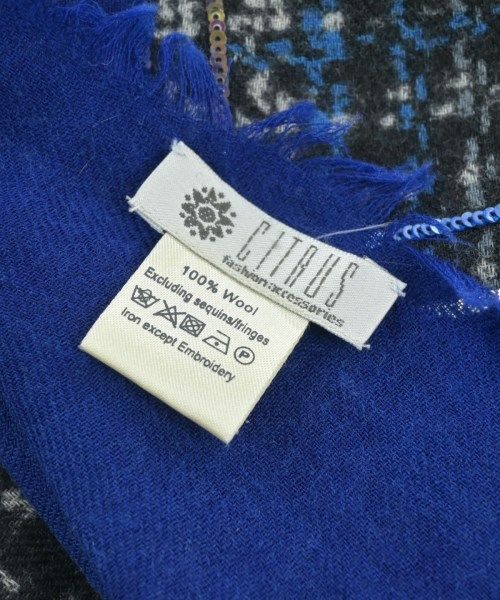 CITRUS
fashion accessories
100% Wool
Excluding sequins/fringes
P
Iron except Embroidery